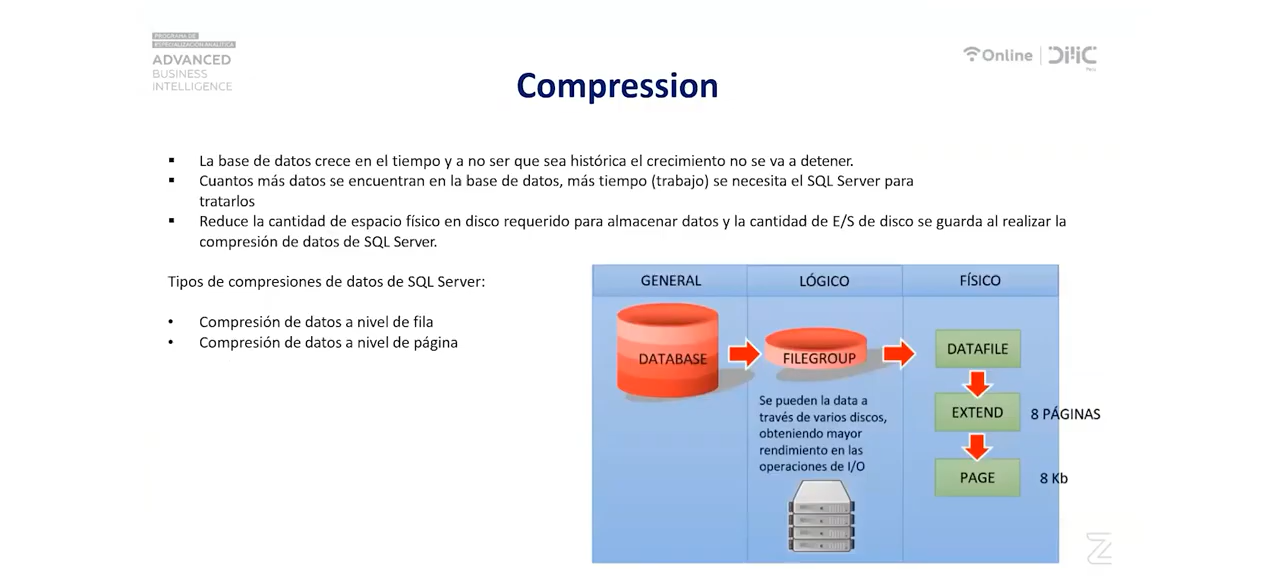 PROGRAMA DE
ESPECIALIZACIÓN ANALÍTICA
ADVANCED
BUSINESS
INTELLIGENCE
Online
DMC
Compression
▪ La base de datos crece en el tiempo y a no ser que sea histórica el crecimiento no se va a detener.
▪ Cuantos más datos se encuentran en la base de datos, más tiempo (trabajo) se necesita el SQL Server para
tratarlos
▪ Reduce la cantidad de espacio físico en disco requerido para almacenar datos y la cantidad de E/S de disco se guarda al realizar la
compresión de datos de SQL Server.
Tipos de compresiones de datos de SQL Server:
• Compresión de datos a nivel de fila
• Compresión de datos a nivel de página
GENERAL
LÓGICO
FÍSICO
DATABASE
FILEGROUP
Se pueden la data a
través de varios discos,
obteniendo mayor
rendimiento en las
operaciones de I/O
DATAFILE
EXTEND
8 PÁGINAS
PAGE
8 Kb